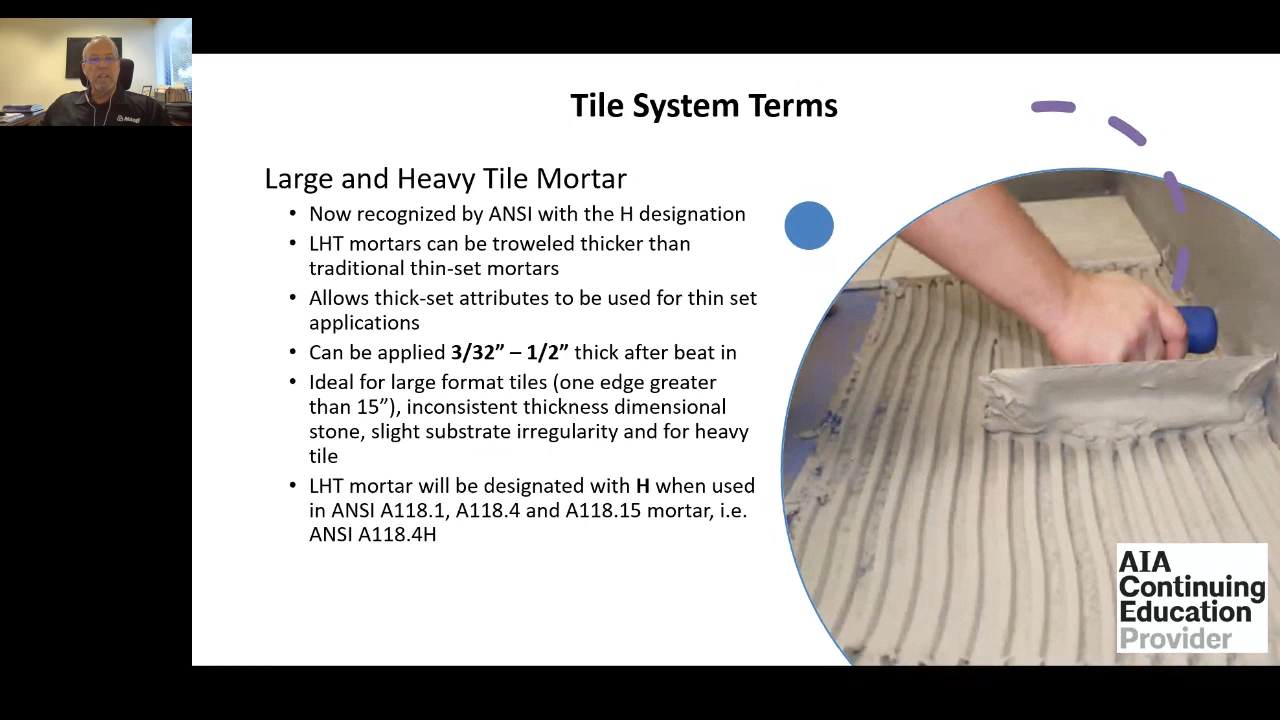 Tile System Terms
Large and Heavy Tile Mortar
• Now recognized by ANSI with the H designation
• LHT mortars can be troweled thicker than
traditional thin-set mortars
• Allows thick-set attributes to be used for thin set
applications
• Can be applied 3/32” – 1/2” thick after beat in
• Ideal for large format tiles (one edge greater
than 15”), inconsistent thickness dimensional
stone, slight substrate irregularity and for heavy
tile
• LHT mortar will be designated with H when used
in ANSI A118.1, A118.4 and A118.15 mortar, i.e.
ANSI A118.4H
AIA
Continuing
Education
Provider